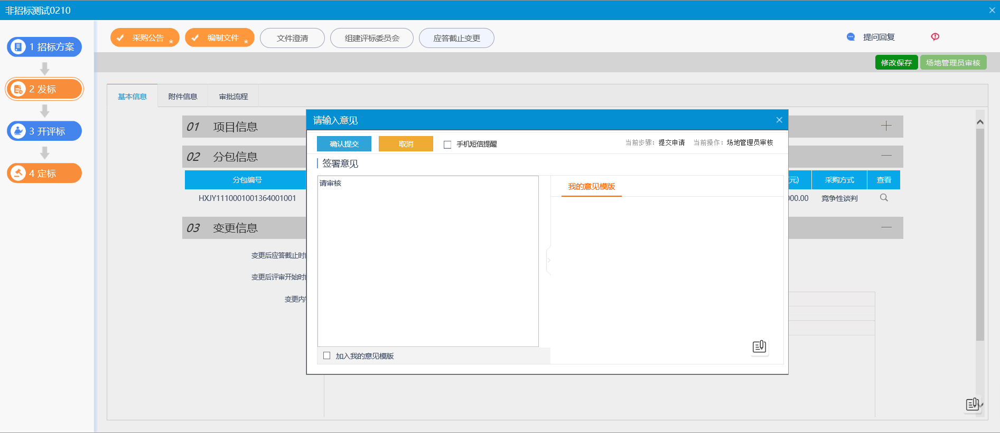 非招标测试0210
采购公告 *
编制文件 *
文件澄清
组建评标委员会
应答截止变更
提问回复
1 招标方案
2 发标
3 开评标
4 定标
修改保存
场地管理员审核
基本信息
附件信息
审批流程
01 项目信息
02 分包信息
分包编号
元)
采购方式
查看
HXJY1110001001364001001
00.00
竞争性谈判
03 变更信息
变更后应答截止时
变更后评审开始时
变更内
请输入意见
确认提交
取消
手机短信提醒
当前步骤：提交申请
当前操作：场地管理员审核
签署意见
请审核
我的意见模版
加入我的意见模版